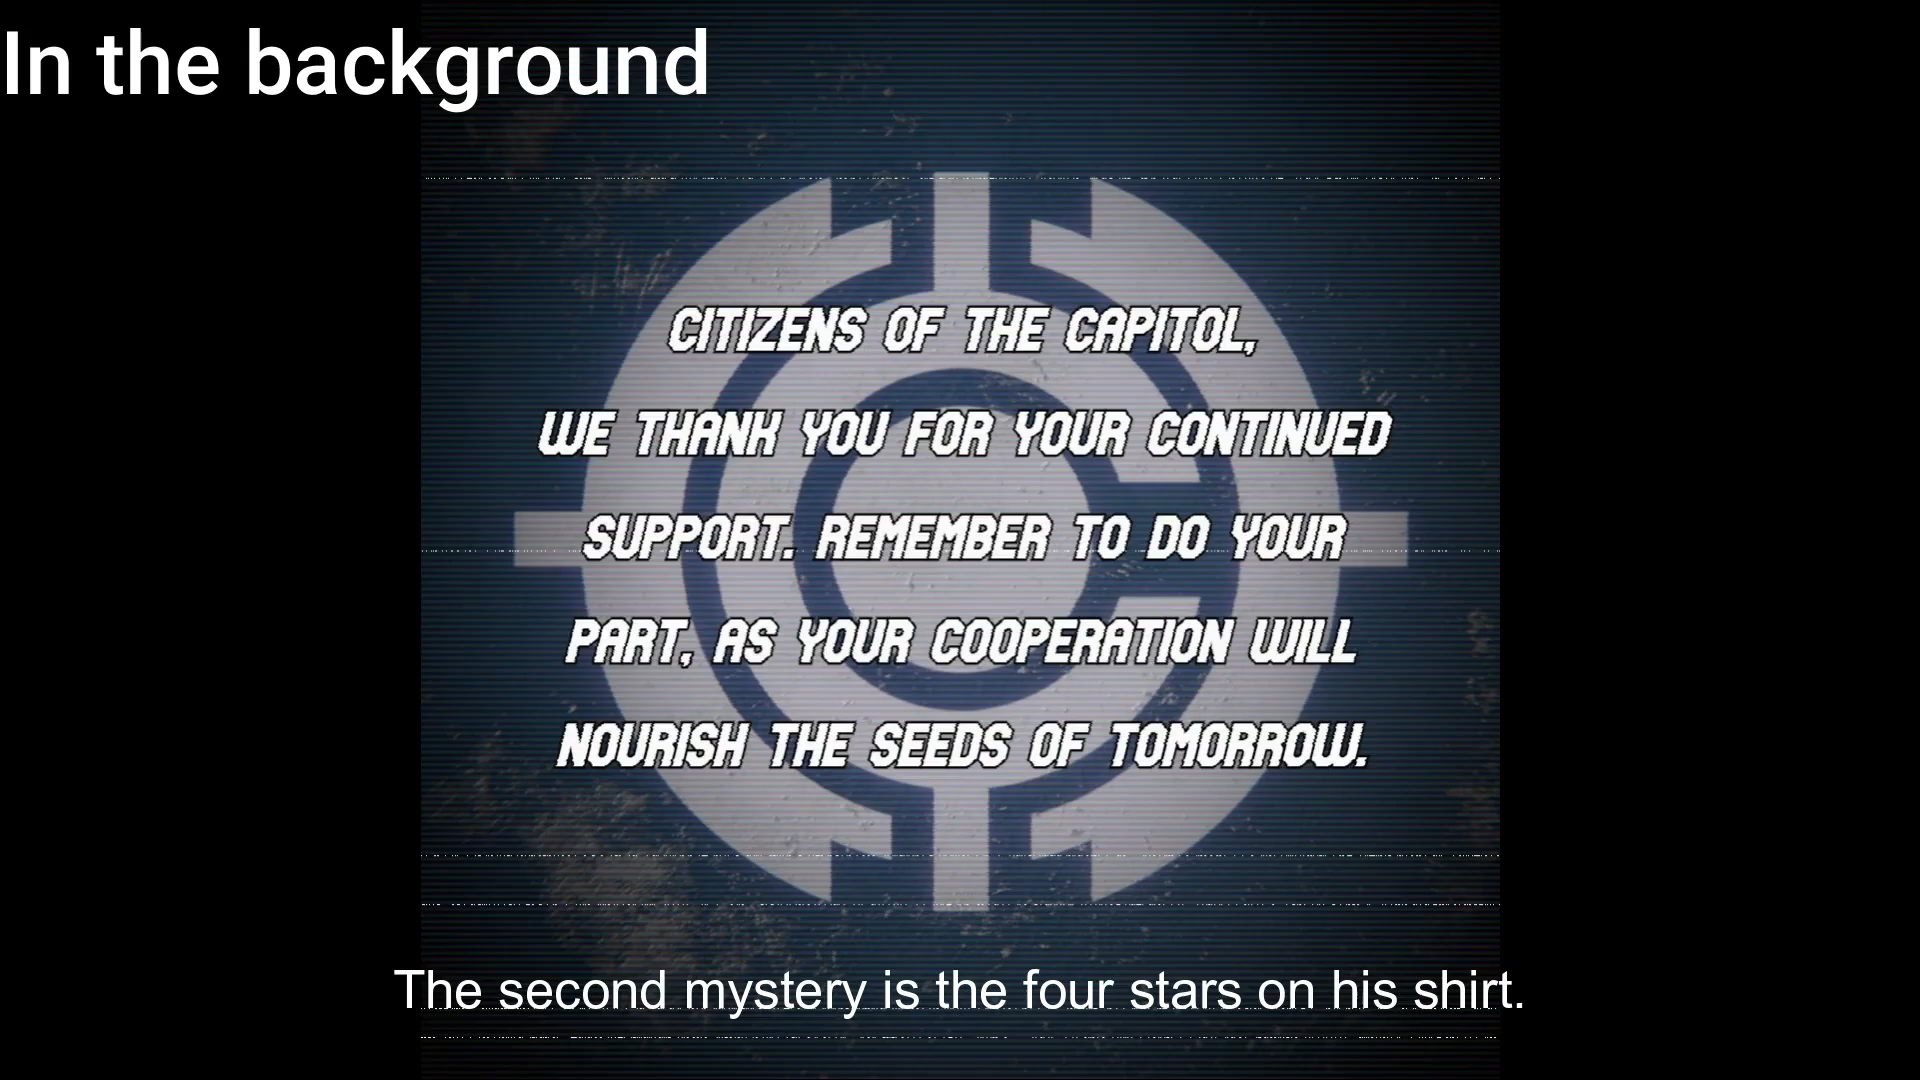 In the background
CITIZENS OF THE CAPITOL,
WE THANK YOU FOR YOUR CONTINUED
SUPPORT. REMEMBER TO DO YOUR
PART, AS YOUR COOPERATION WILL
NOURISH THE SEEDS OF TOMORROW.
The second mystery is the four stars on his shirt.